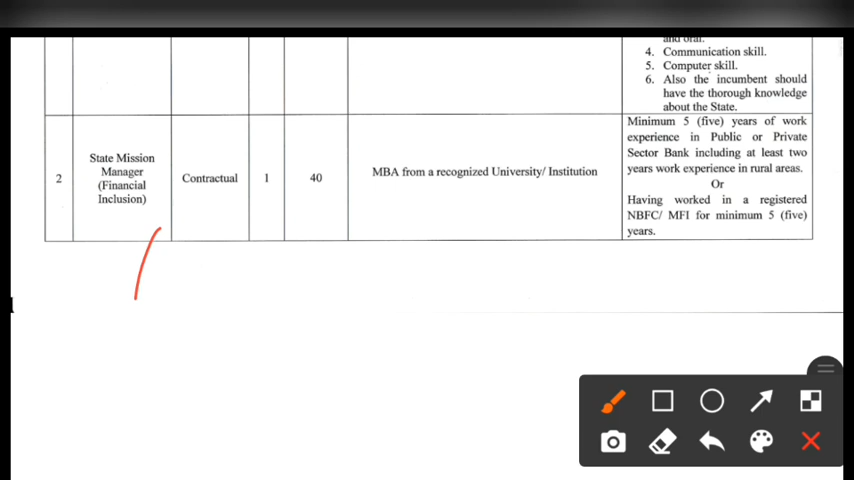 and oral.
4. Communication skill.
5. Computer skill.
6. Also the incumbent should
have the thorough knowledge
about the State.
2
State Mission
Manager
(Financial
Inclusion)
Contractual
1
40
MBA from a recognized University/ Institution
Minimum 5 (five) years of work
experience in Public or Private
Sector Bank including at least two
years work experience in rural areas.
Or
Having worked in a registered
NBFC/ MFI for minimum 5 (five)
years.